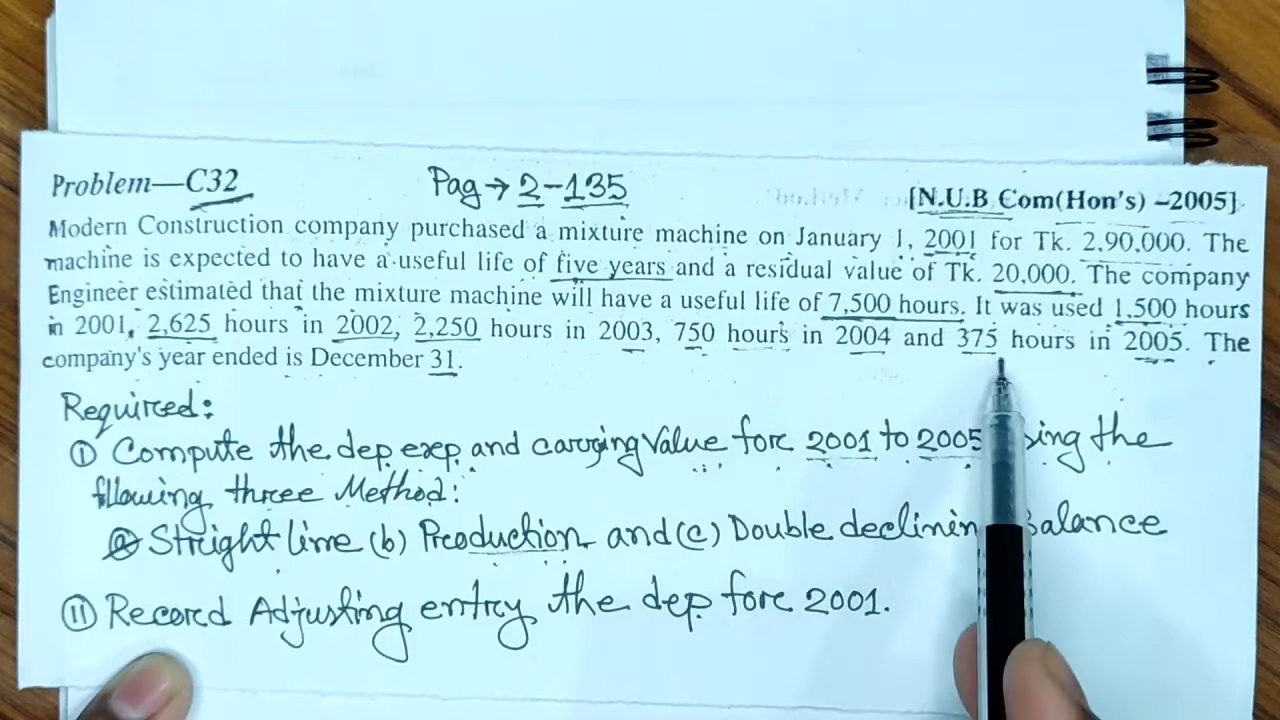 Problem—C32 Pag→2-135 [N.U.B.Com(Hon's) –2005]
Modern Construction company purchased a mixture machine on January 1, 2001 for Tk. 2,90,000. The
machine is expected to have a useful life of five years and a residual value of Tk. 20,000. The company
Engineer estimated that the mixture machine will have a useful life of 7,500 hours. It was used 1,500 hours
in 2001, 2,625 hours in 2002, 2,250 hours in 2003, 750 hours in 2004 and 375 hours in 2005. The
company's year ended is December 31.
Required:
① Compute the dep exp and carrying value for 2001 to 2005 the
following three Method:
ⓐ Stright line (b) Production and (c) Double Balance
⑪ Record Adjusting entry the dep for 2001.